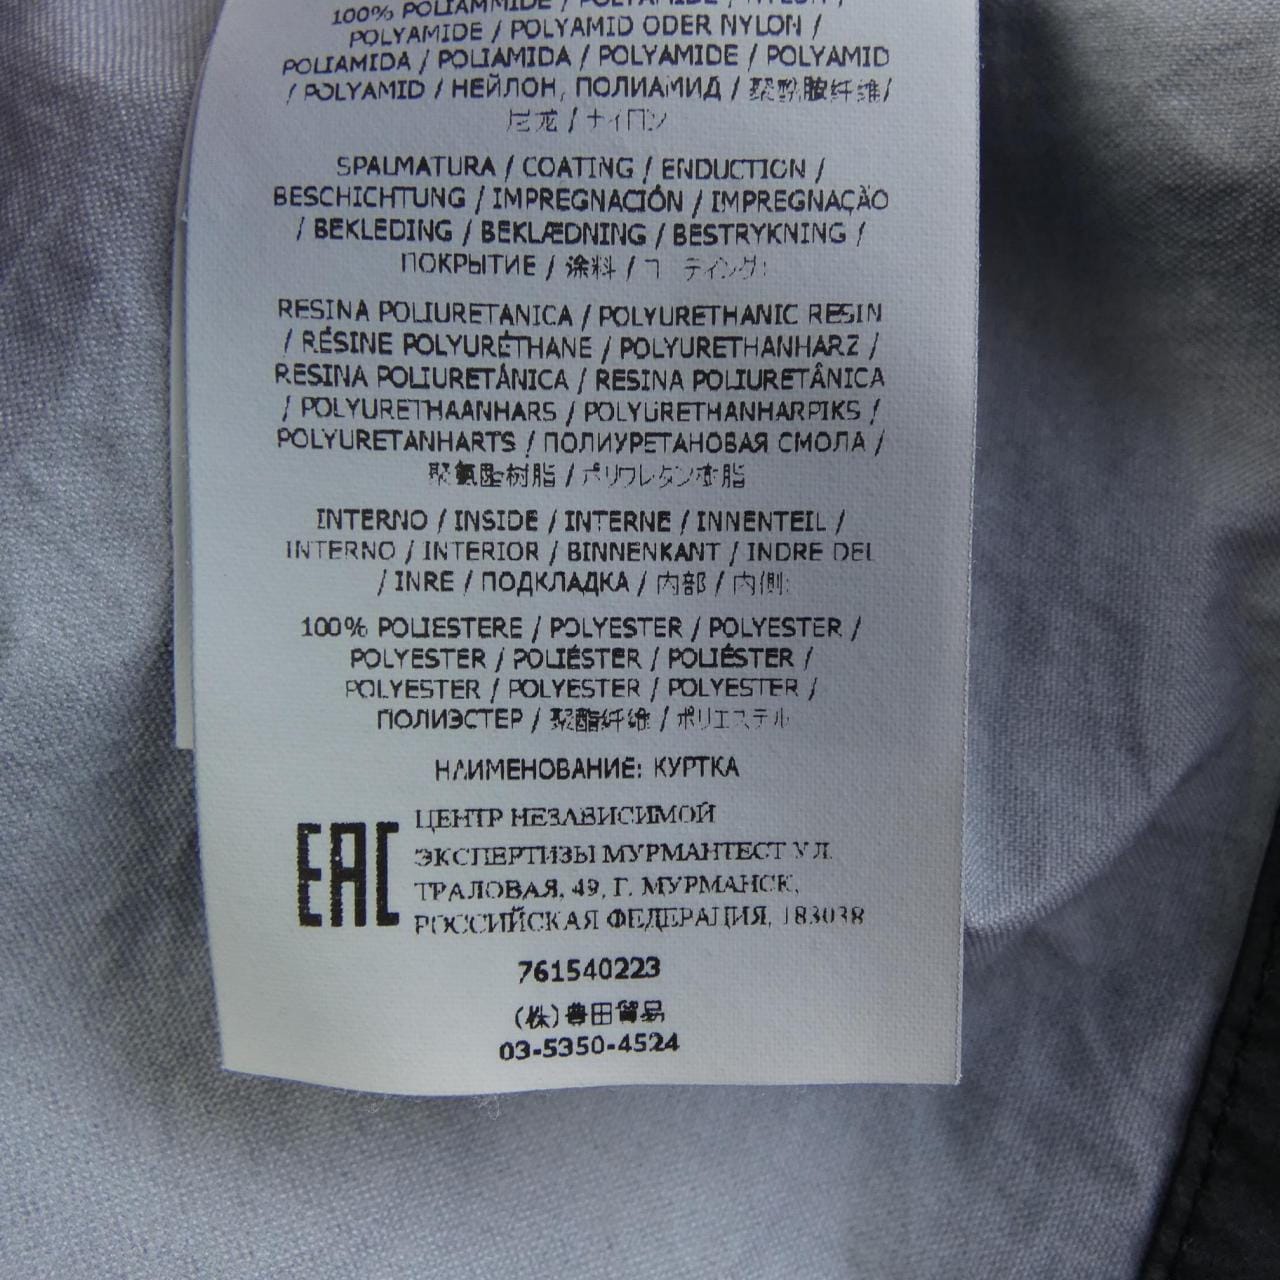 100% POLIAMMIDE / POLYAMIDE / NYLON /
POLYAMIDE / POLYAMID ODER NYLON /
POLIAMIDA / POLIAMIDA / POLYAMIDE / POLYAMID
/ POLYAMID / НЕЙЛОН, ПОЛИАМИД / 聚酰胺纤维/
尼龙 / ナイロン
SPALMATURA / COATING / ENDUCTION /
BESCHICHTUNG / IMPREGNACIÓN / IMPREGNAÇÃO
/ BEKLEDING / BEKLÆDNING / BESTRYKNING /
ПОКРЫТИЕ / 涂料 / コーティング:
RESINA POLIURETANICA / POLYURETHANIC RESIN
/ RÉSINE POLYURÉTHANE / POLYURETHANHARZ /
RESINA POLIURETÁNICA / RESINA POLIURETÂNICA
/ POLYURETHAANHARS / POLYURETHANHARPIKS /
POLYURETANHARTS / ПОЛИУРЕТАНОВАЯ СМОЛА /
聚氨酯树脂 / ポリウレタン樹脂
INTERNO / INSIDE / INTERNE / INNENTEIL /
INTERNO / INTERIOR / BINNENKANT / INDRE DEL
/ INRE / ПОДКЛАДКА / 内部 / 内側:
100% POLIESTERE / POLYESTER / POLYESTER /
POLYESTER / POLIÉSTER / POLIÉSTER /
POLYESTER / POLYESTER / POLYESTER /
ПОЛИЭСТЕР / 聚酯纤维 / ポリエステル
НАИМЕНОВАНИЕ: КУРТКА
EAC ЦЕНТР НЕЗАВИСИМОЙ
ЭКСПЕРТИЗЫ МУРМАНТЕСТ УЛ.
ТРАЛОВАЯ, 49, Г. МУРМАНСК,
РОССИЙСКАЯ ФЕДЕРАЦИЯ, 183038
761540223
(株)豊田貿易
03-5350-4524